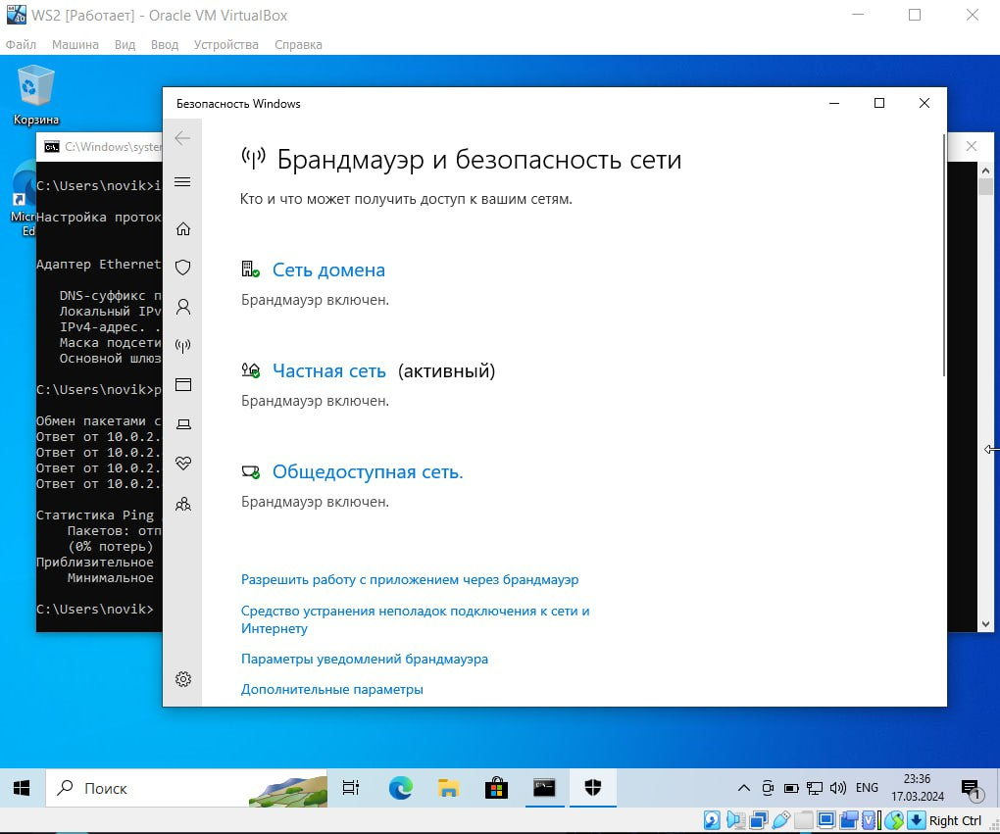 WS2 [Работает] - Oracle VM VirtualBox
Файл Машина Вид Ввод Устройства Справка
Корзина
Безопасность Windows
C:\Windows\syster
Брандмауэр и безопасность сети
Кто и что может получить доступ к вашим сетям.
C:\Users\novik>i
Micr
Ed
Настройка проток
Адаптер Ethernet
DNS-суффикс п
Локальный IPv
IPv4-адрес. .
Маска подсети
Основной шлюз
C:\Users\novik>p
Обмен пакетами с
Ответ от 10.0.2.
Ответ от 10.0.2.
Ответ от 10.0.2.
Ответ от 10.0.2.
Статистика Ping
Пакетов: отп
(0% потерь)
Приблизительное
Минимальное
C:\Users\novik>
Сеть домена
Брандмауэр включен.
Частная сеть (активный)
Брандмауэр включен.
Общедоступная сеть.
Брандмауэр включен.
Разрешить работу с приложением через брандмауэр
Средство устранения неполадок подключения к сети и
Интернету
Параметры уведомлений брандмауэра
Дополнительные параметры
Поиск
ENG
23:36
17.03.2024
1
Right Ctrl